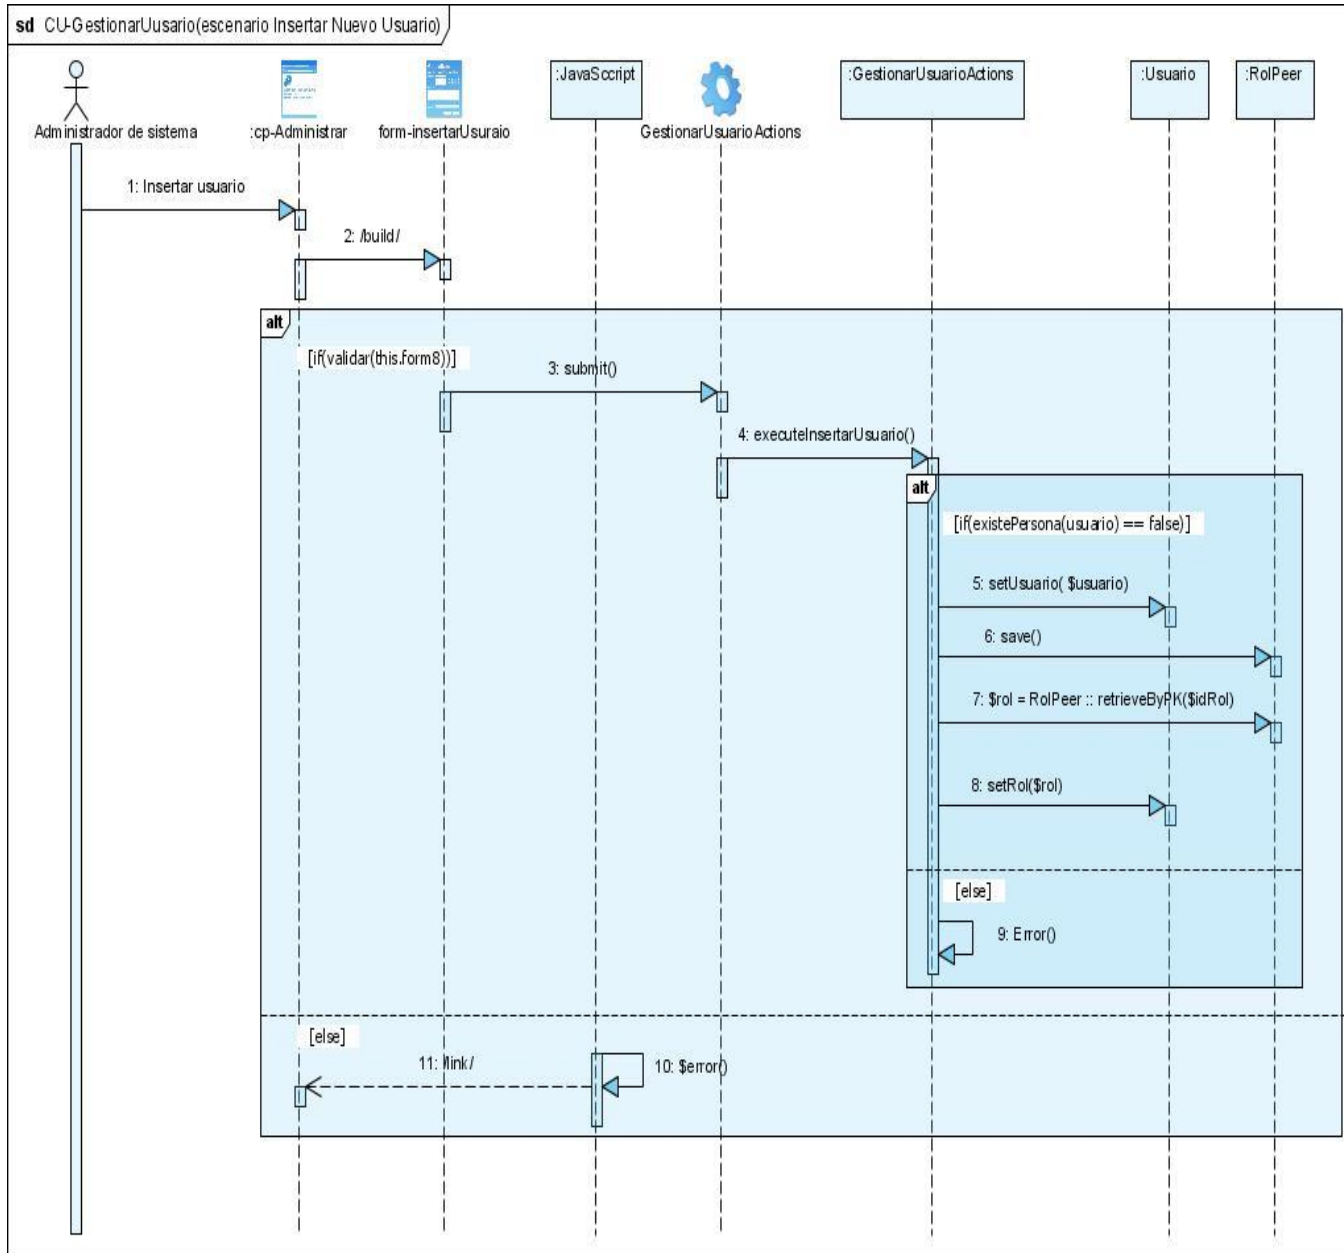 sd CU-GestionarUusario(escenario Insertar Nuevo Usuario)
Administrador de sistema
:cp-Administrar
form-insertarUsuraio
:JavaSccript
GestionarUsuarioActions
:GestionarUsuarioActions
:Usuario
:RolPeer
1: Insertar usuario
2: /build/
alt
[if(validar(this.form8))]
3: submit()
4: executeInsertarUsuario()
alt
[if(existePersona(usuario) == false)]
5: setUsuario( $usuario)
6: save()
7: $rol = RolPeer :: retrieveByPK($idRol)
8: setRol($rol)
[else]
9: Error()
[else]
11: /link/
10: $error()